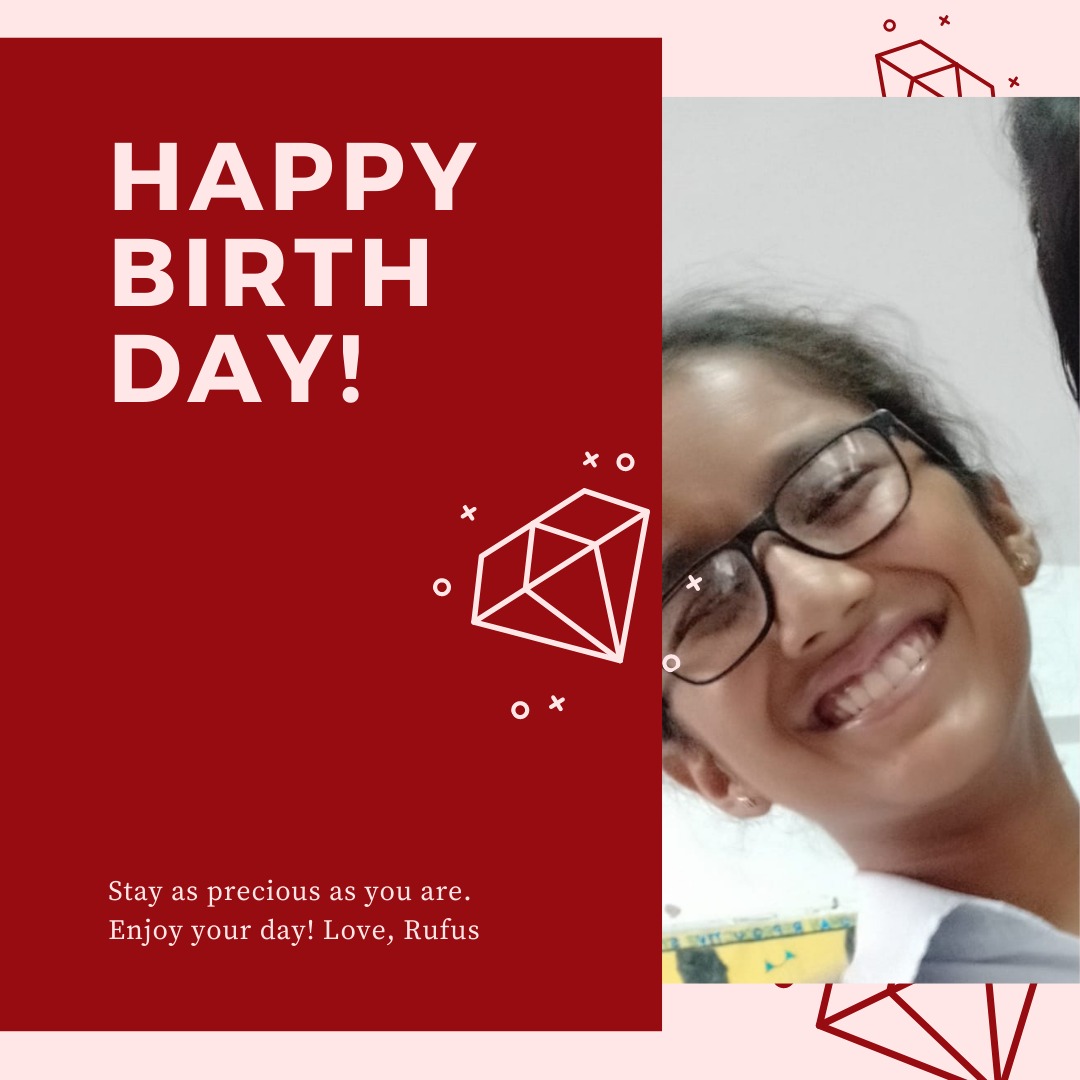 HAPPY
BIRTH
DAY!
Stay as precious as you are.
Enjoy your day! Love, Rufus